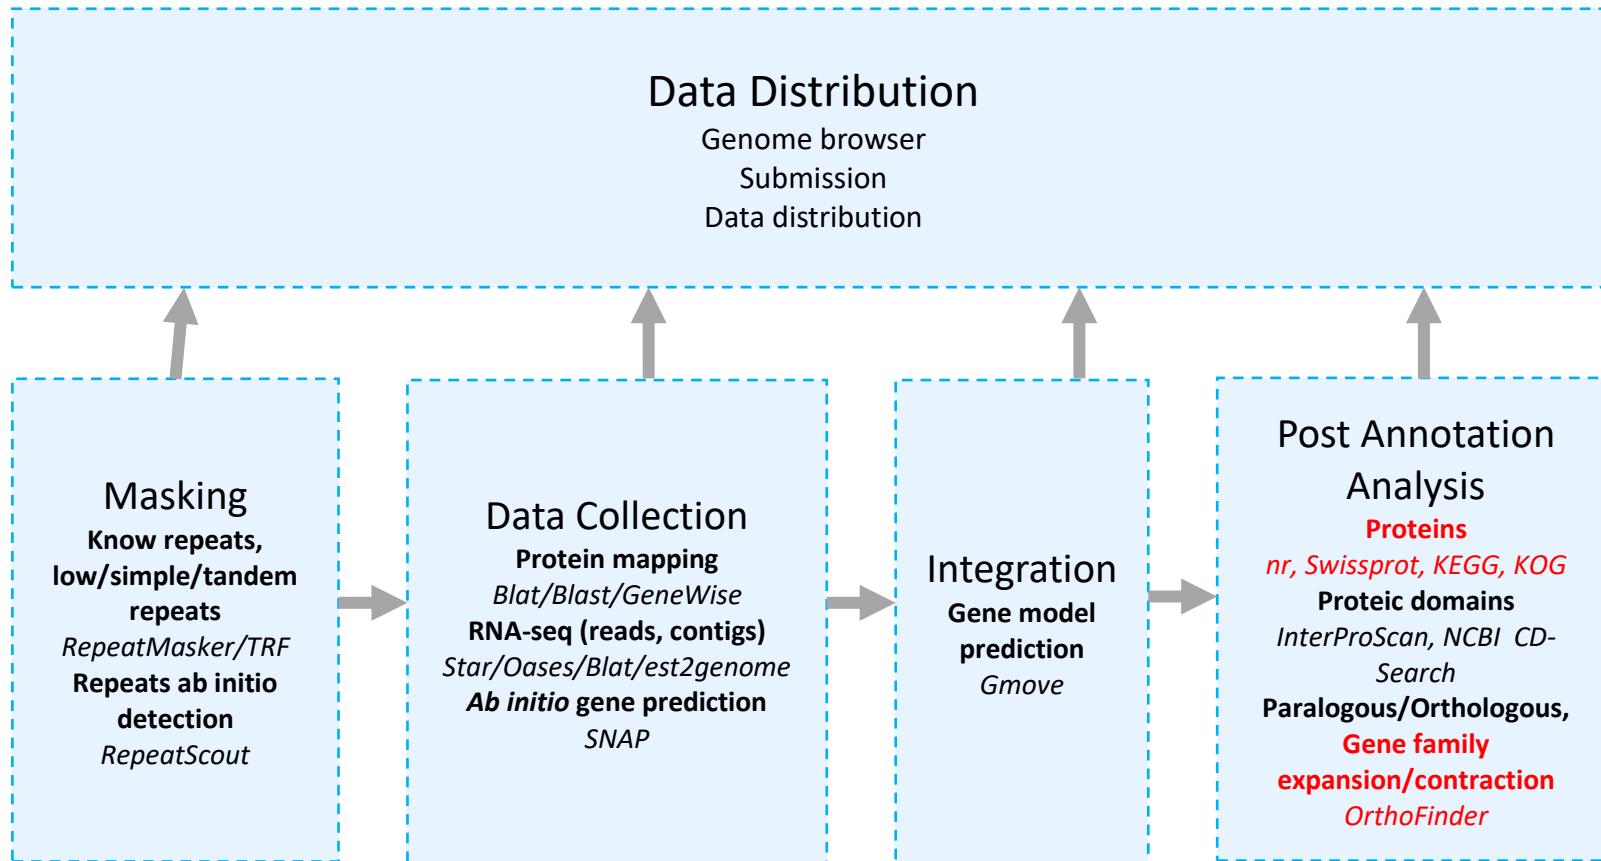 Data Distribution
Genome browser
Submission
Data distribution
Masking
Know repeats,
low/simple/tandem
repeats
RepeatMasker/TRF
Repeats ab initio
detection
RepeatScout
Data Collection
Protein mapping
Blat/Blast/GeneWise
RNA-seq (reads, contigs)
Star/Oases/Blat/est2genome
Ab initio gene prediction
SNAP
Integration
Gene model
prediction
Gmove
Post Annotation
Analysis
Proteins
nr, Swissprot, KEGG, KOG
Proteic domains
InterProScan, NCBI CD-
Search
Paralogous/Orthologous,
Gene family
expansion/contraction
OrthoFinder